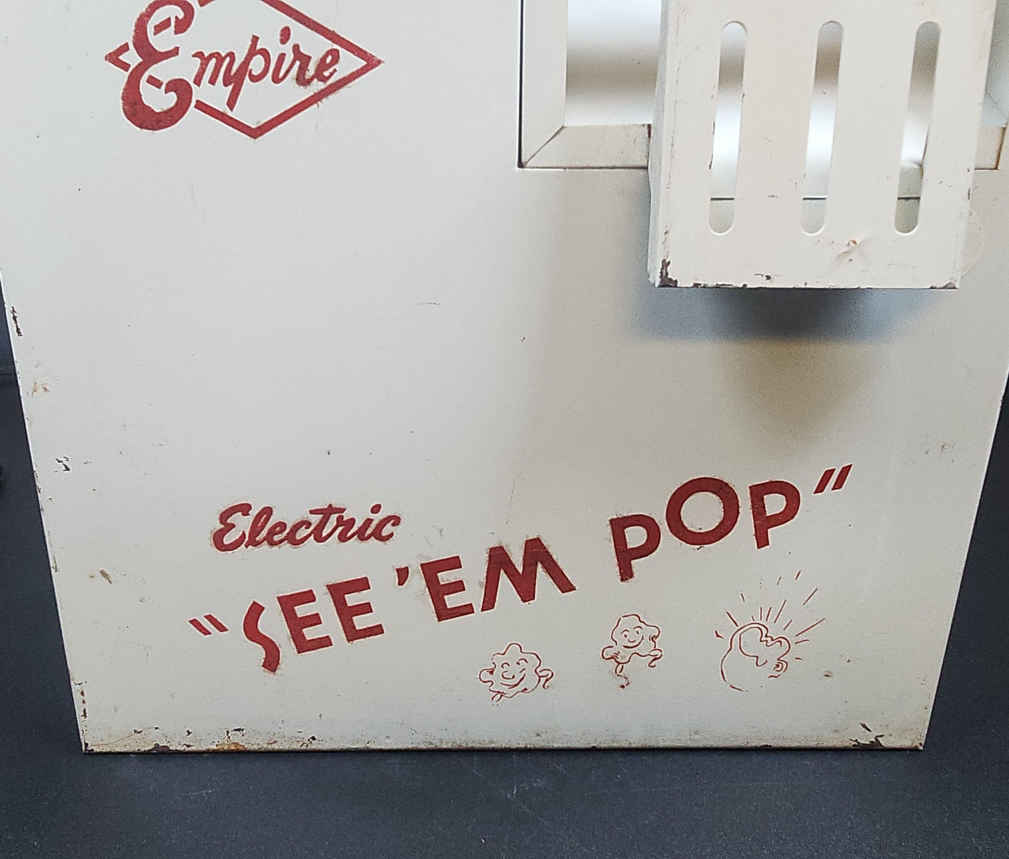 Empire
Electric
"SEE 'EM POP"